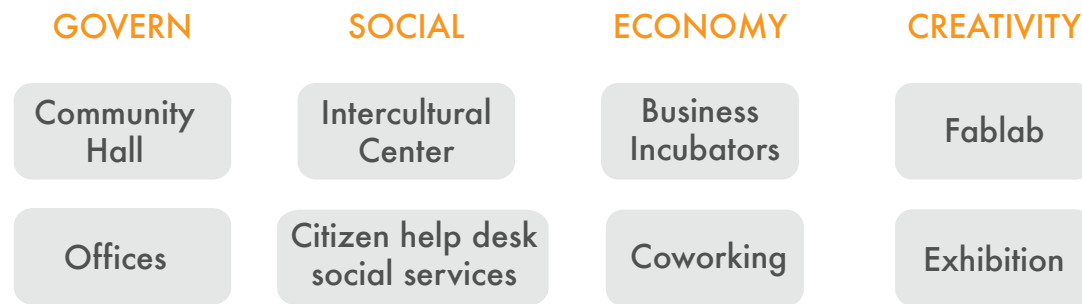 GOVERN
SOCIAL
ECONOMY
CREATIVITY
Community
Hall
Intercultural
Center
Business
Incubators
Fablab
Offices
Citizen help desk
social services
Coworking
Exhibition